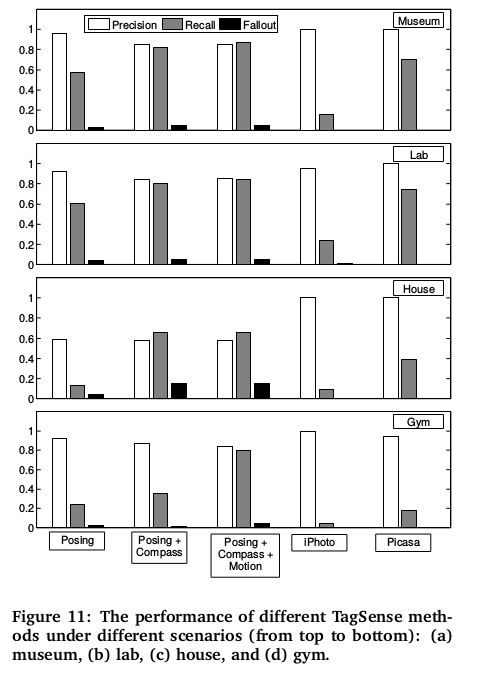 Precision Recall Fallout
Museum
1
0.8
0.6
0.4
0.2
0
Lab
1
0.8
0.6
0.4
0.2
0
House
1
0.8
0.6
0.4
0.2
0
Gym
1
0.8
0.6
0.4
0.2
0
Posing
Posing +
Compass
Posing +
Compass +
Motion
iPhoto
Picasa
Figure 11: The performance of different TagSense meth-
ods under different scenarios (from top to bottom): (a)
museum, (b) lab, (c) house, and (d) gym.